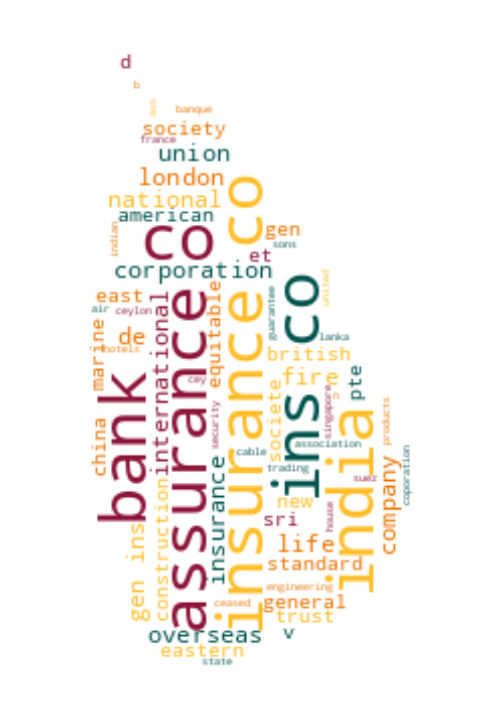 d
b
ass
banque
society
france
union
london
national
american
indian
co
insurance co
gen
sons
et
corporation
east
air ceylon
international
equitable
guarantee
ins co
united
lanka
de
hotels
marine
british
bank
assurance co
cey
fire
pte
societe
singapore
c
india
products
china
security
cable
association
trading
suez
company
coporation
insurance
construction
new
sri
house
gen ins
life
standard
engineering
ceased
general
trust
overseas
v
eastern
state